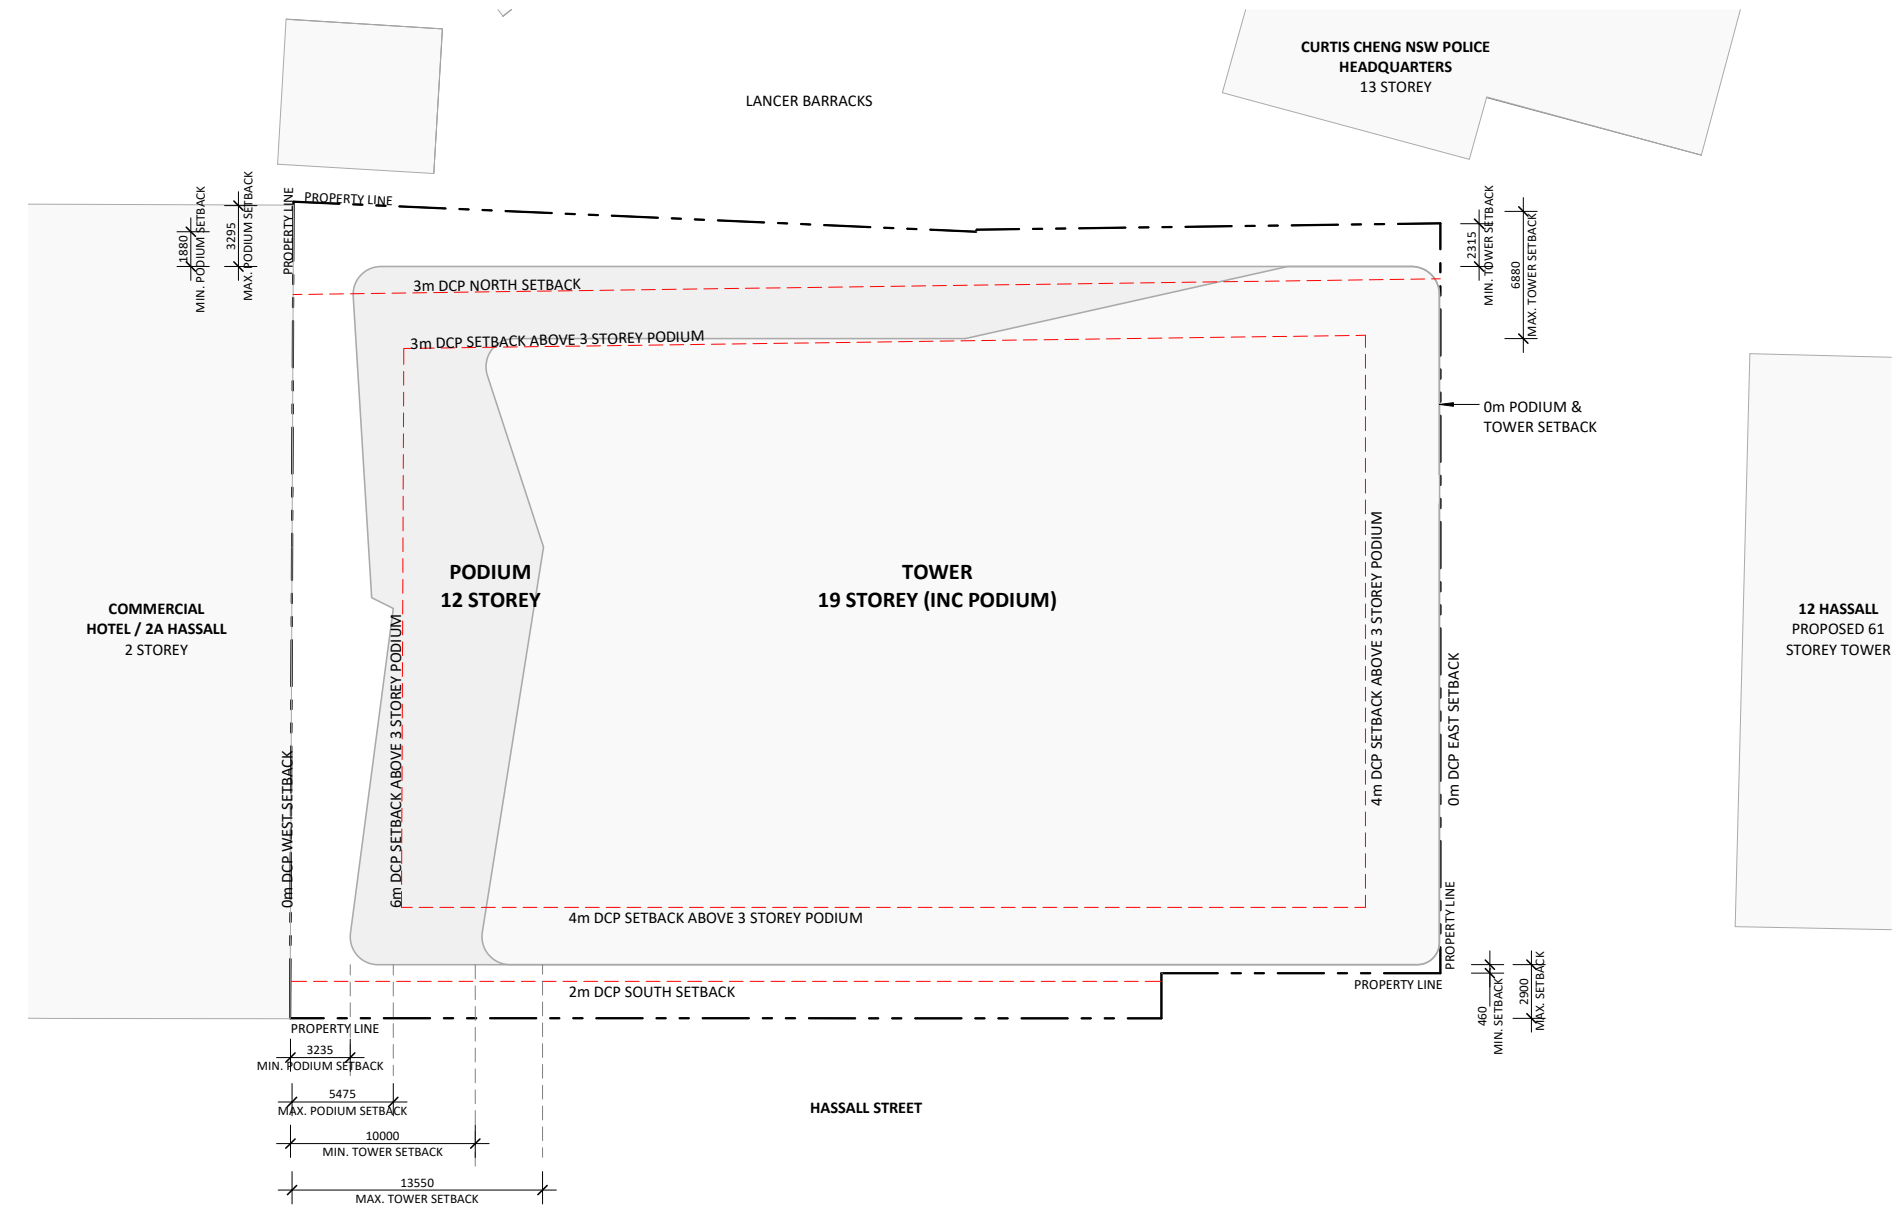 CURTIS CHENG NSW POLICE
HEADQUARTERS
13 STOREY
LANCER BARRACKS
1880
MIN. PODIUM SETBACK
3295
MAX. PODIUM SETBACK
PROPERTY LINE
PROPERTY LINE
2315
MIN. TOWER SETBACK
6880
MAX. TOWER SETBACK
3m DCP NORTH SETBACK
3m DCP SETBACK ABOVE 3 STOREY PODIUM
0m PODIUM &
TOWER SETBACK
PODIUM
12 STOREY
TOWER
19 STOREY (INC PODIUM)
COMMERCIAL
HOTEL / 2A HASSALL
2 STOREY
12 HASSALL
PROPOSED 61
STOREY TOWER
0m DCP WEST SETBACK
6m DCP SETBACK ABOVE 3 STOREY PODIUM
4m DCP SETBACK ABOVE 3 STOREY PODIUM
0m DCP EAST SETBACK
4m DCP SETBACK ABOVE 3 STOREY PODIUM
PROPERTY LINE
2m DCP SOUTH SETBACK
PROPERTY LINE
460
MIN. SETBACK
2900
MAX. SETBACK
PROPERTY LINE
3235
MIN. PODIUM SETBACK
5475
MAX. PODIUM SETBACK
10000
MIN. TOWER SETBACK
13550
MAX. TOWER SETBACK
HASSALL STREET